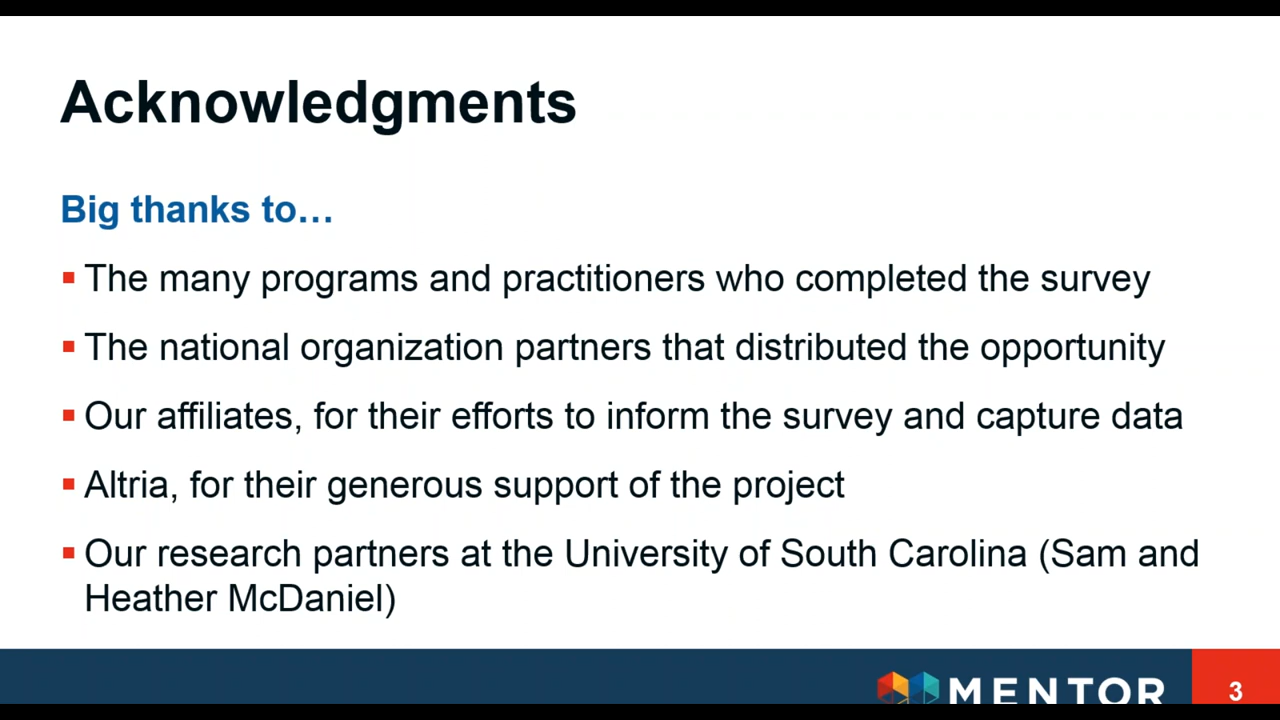 Acknowledgments
Big thanks to…
▪ The many programs and practitioners who completed the survey
▪ The national organization partners that distributed the opportunity
▪ Our affiliates, for their efforts to inform the survey and capture data
▪ Altria, for their generous support of the project
▪ Our research partners at the University of South Carolina (Sam and
Heather McDaniel)
MENTOR
3